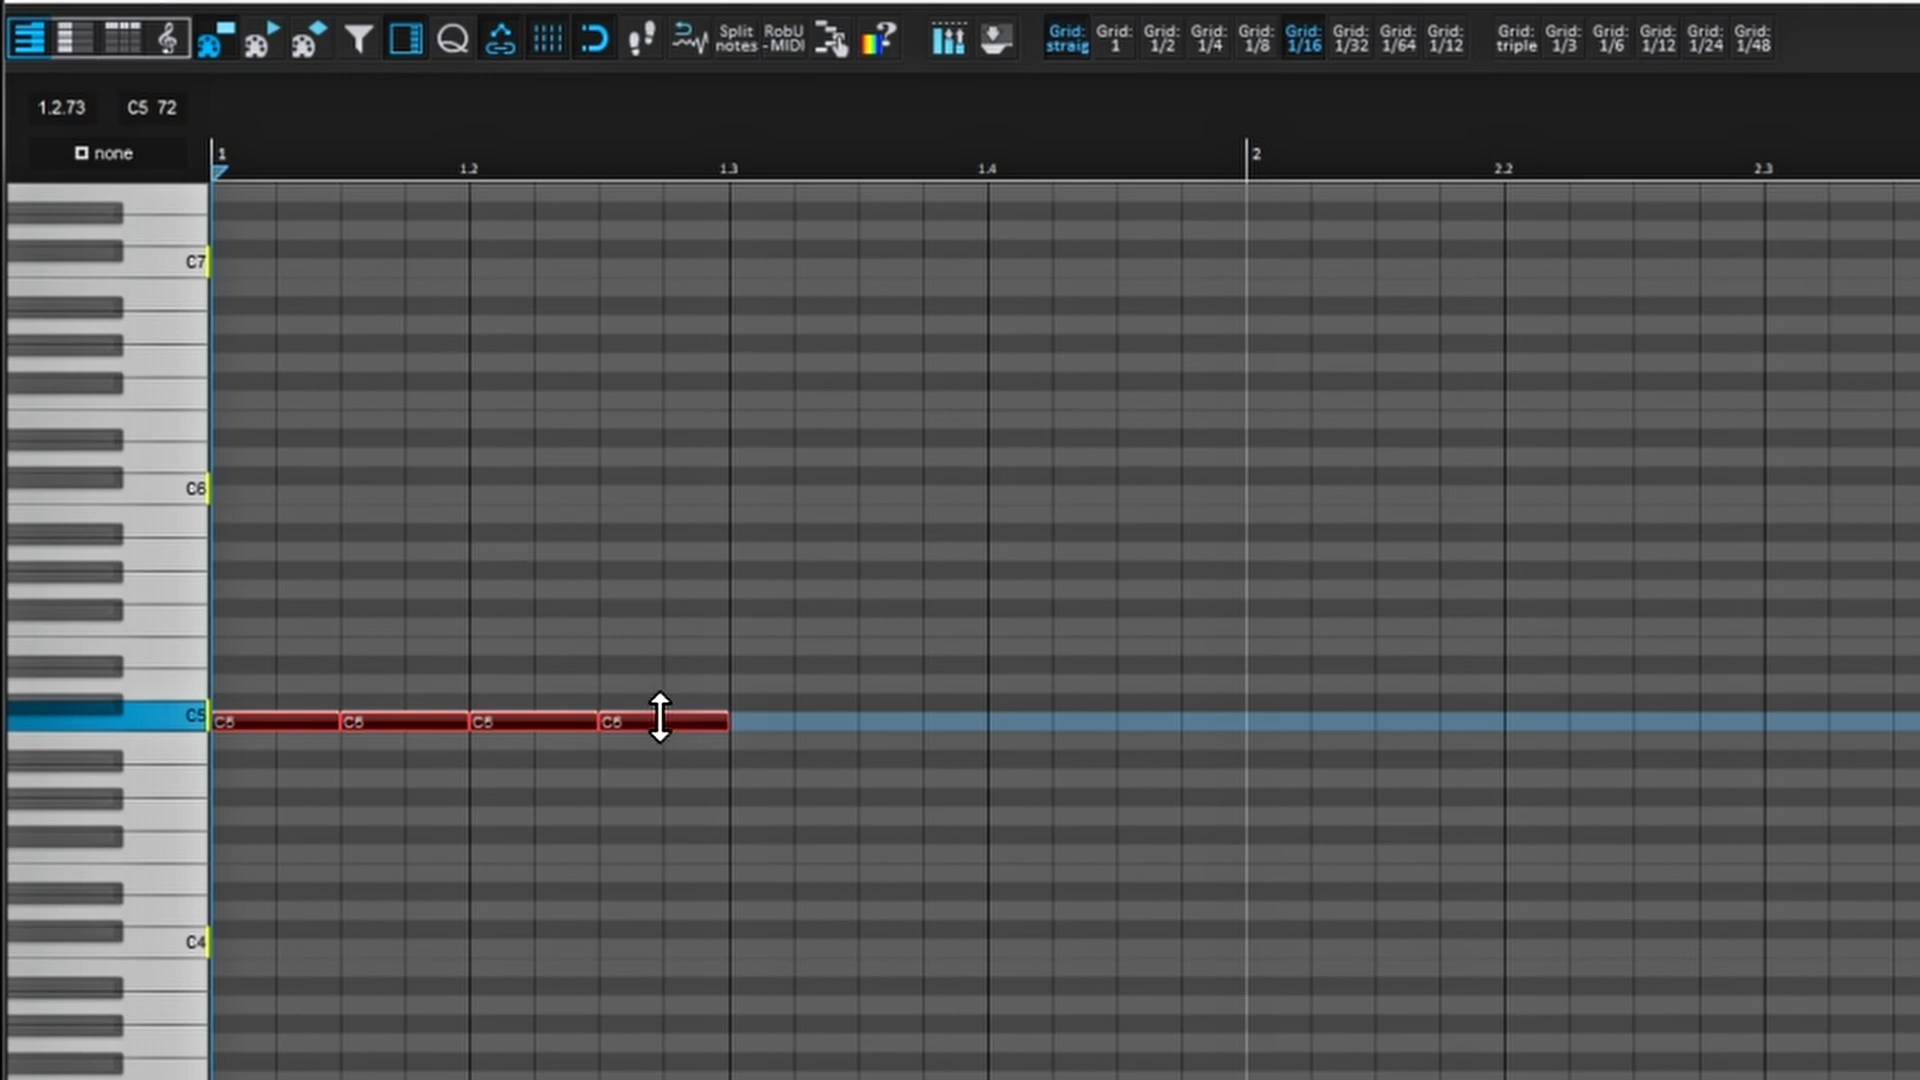 Split notes RobU -MIDI Grid: straig Grid: 1 Grid: 1/2 Grid: 1/4 Grid: 1/8 Grid: 1/16 Grid: 1/32 Grid: 1/64 Grid: 1/12 Grid: triple Grid: 1/3 Grid: 1/6 Grid: 1/12 Grid: 1/24 Grid: 1/48
1.2.73 C5 72
none 1 1.2 1.3 1.4 2 2.2 2.3
C7
C6
C5 C5 C5 C5 C5
C4